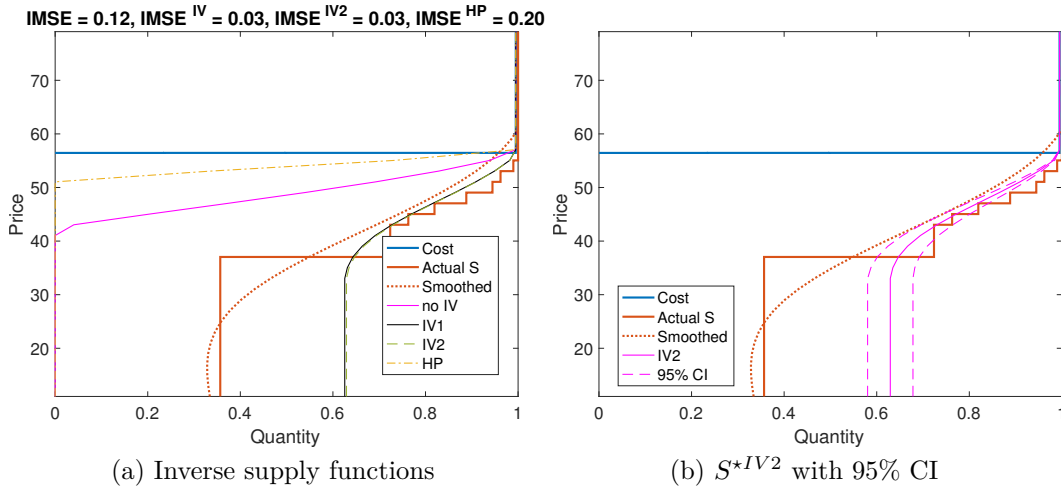 IMSE = 0.12, IMSE IV = 0.03, IMSE IV2 = 0.03, IMSE HP = 0.20
Price
70
60
50
40
30
20
0
0.2
0.4
0.6
0.8
1
Quantity
Cost
Actual S
Smoothed
no IV
IV1
IV2
HP
(a) Inverse supply functions
Price
70
60
50
40
30
20
0
0.2
0.4
0.6
0.8
1
Quantity
Cost
Actual S
Smoothed
IV2
95% CI
(b) S⋆IV2 with 95% CI